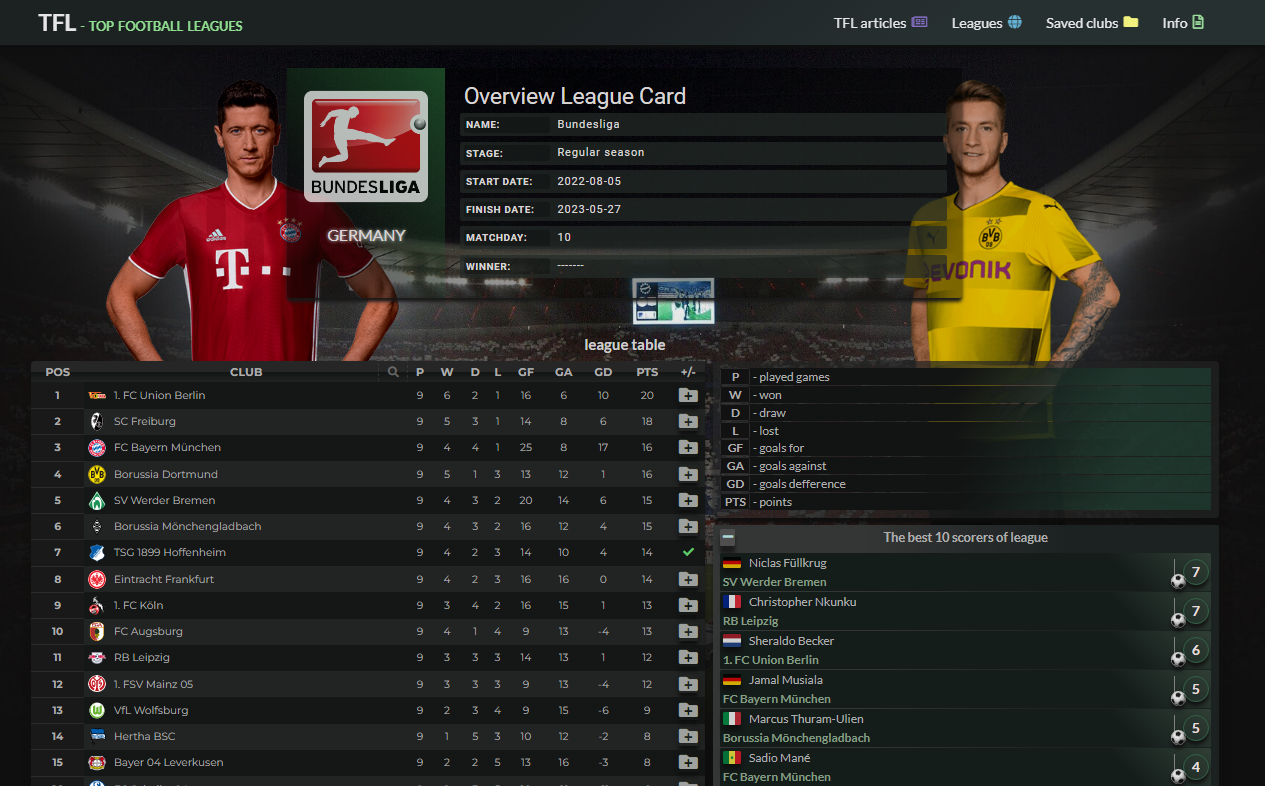 TFL - TOP FOOTBALL LEAGUES
TFL articles Leagues Saved clubs Info
Overview League Card
NAME: Bundesliga
STAGE: Regular season
START DATE: 2022-08-05
FINISH DATE: 2023-05-27
MATCHDAY: 10
WINNER: -------
BUNDESLIGA
GERMANY
T
BVB
09
EVONIK
league table
POS CLUB P W D L GF GA GD PTS +/-
1 1. FC Union Berlin 9 6 2 1 16 6 10 20
2 SC Freiburg 9 5 3 1 14 8 6 18
3 FC Bayern München 9 4 4 1 25 8 17 16
4 Borussia Dortmund 9 5 1 3 13 12 1 16
5 SV Werder Bremen 9 4 3 2 20 14 6 15
6 Borussia Mönchengladbach 9 4 3 2 16 12 4 15
7 TSG 1899 Hoffenheim 9 4 2 3 14 10 4 14
8 Eintracht Frankfurt 9 4 2 3 16 16 0 14
9 1. FC Köln 9 3 4 2 16 15 1 13
10 FC Augsburg 9 4 1 4 9 13 -4 13
11 RB Leipzig 9 3 3 3 14 13 1 12
12 1. FSV Mainz 05 9 3 3 3 9 13 -4 12
13 VfL Wolfsburg 9 2 3 4 9 15 -6 9
14 Hertha BSC 9 1 5 3 10 12 -2 8
15 Bayer 04 Leverkusen 9 2 2 5 13 16 -3 8
P - played games
W - won
D - draw
L - lost
GF - goals for
GA - goals against
GD - goals defference
PTS - points
The best 10 scorers of league
Niclas Füllkrug
SV Werder Bremen 7
Christopher Nkunku
RB Leipzig 7
Sheraldo Becker
1. FC Union Berlin 6
Jamal Musiala
FC Bayern München 5
Marcus Thuram-Ulien
Borussia Mönchengladbach 5
Sadio Mané
FC Bayern München 4